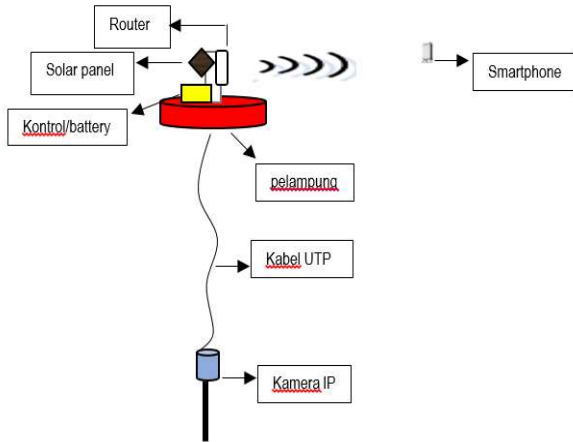 Router
Solar panel
Smartphone
Kontrol/battery
pelampung
Kabel UTP
Kamera IP